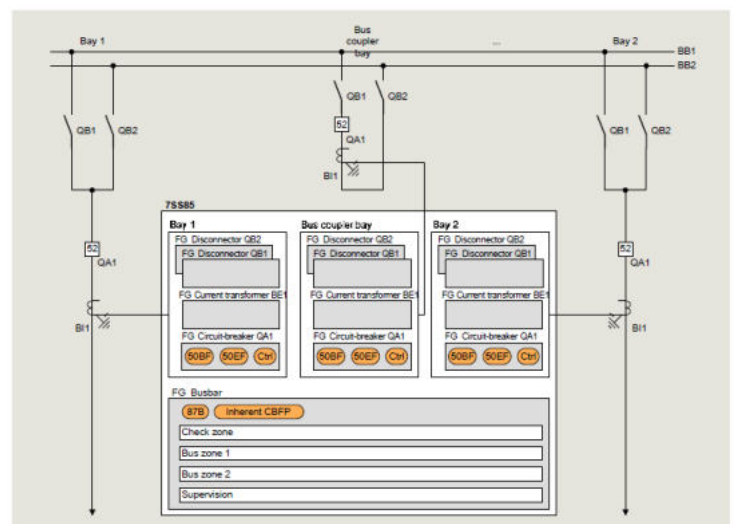 Bus
Bay 1
coupler
...
Bay 2
bay
BB1
BB2
QB1
QB2
QB1
QB2
QB1
QB2
52
QA1
BI1
7SS85
Bay 1
Bus coupler bay
Bay 2
FG Disconnector QB2
FG Disconnector QB2
FG Disconnector QB2
FG Disconnector QB1
FG Disconnector QB1
FG Disconnector QB1
52
QA1
52
QA1
FG Current transformer BE1
FG Current transformer BE1
FG Current transformer BE1
BI1
BI1
FG Circuit-breaker QA1
FG Circuit-breaker QA1
FG Circuit-breaker QA1
50BF 50EF Ctrl
50BF 50EF Ctrl
50BF 50EF Ctrl
FG Busbar
87B Inherent CBFP
Check zone
Bus zone 1
Bus zone 2
Supervision